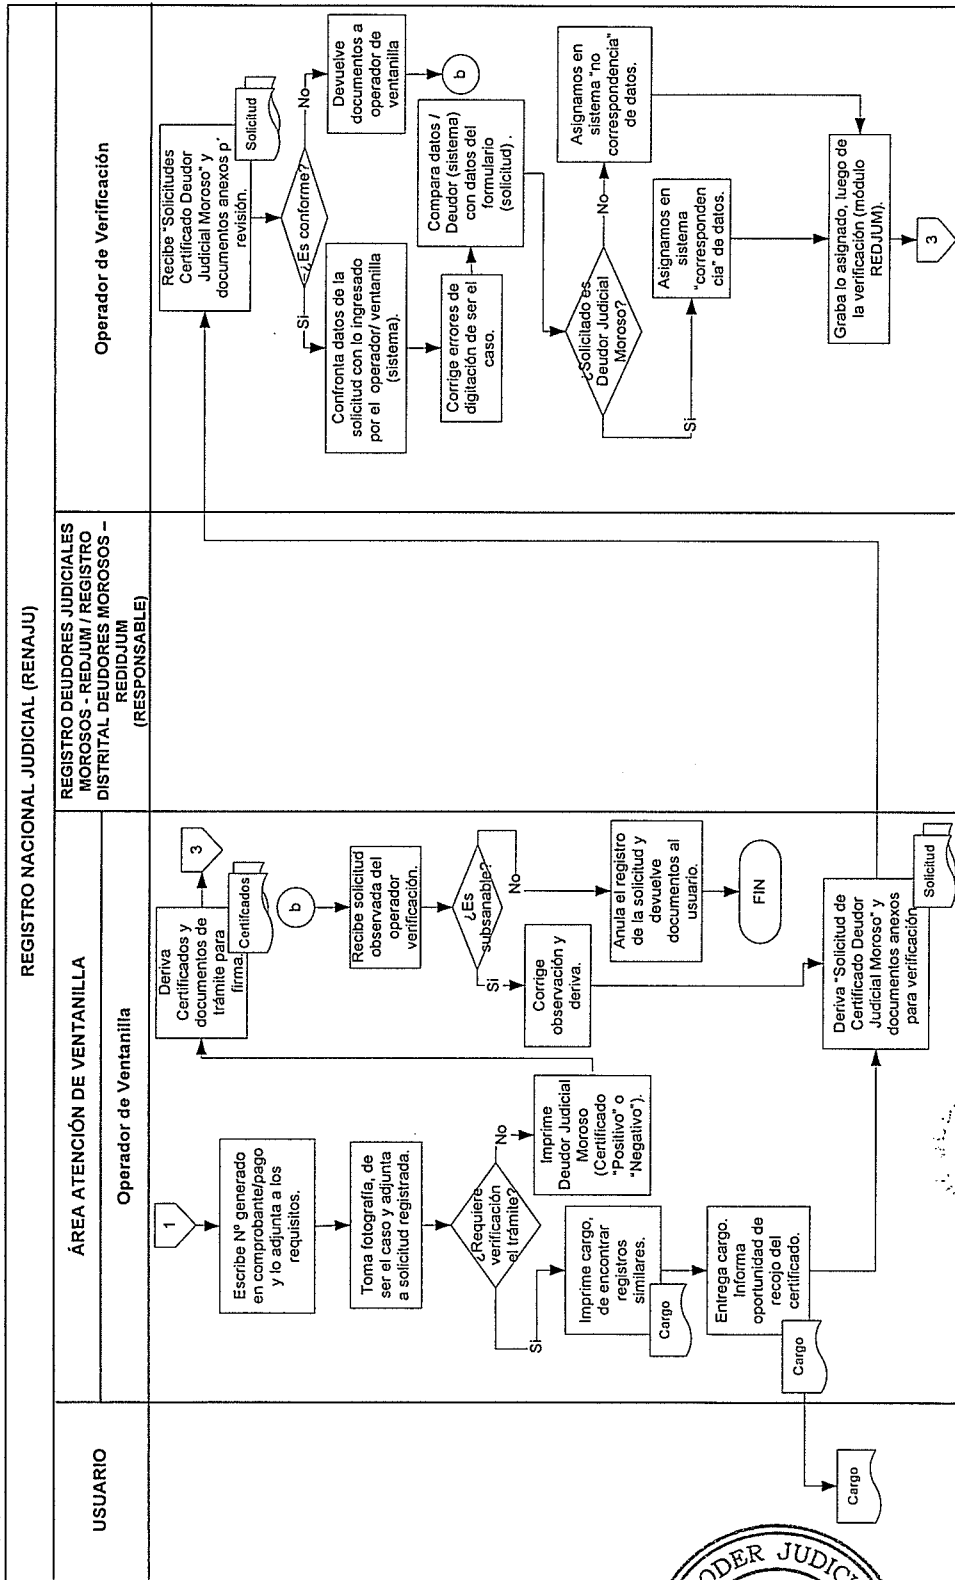 REGISTRO NACIONAL JUDICIAL (RENAJU)
USUARIO
ÁREA ATENCIÓN DE VENTANILLA
Operador de Ventanilla
REGISTRO DEUDORES JUDICIALES
MOROSOS - REDJUM / REGISTRO
DISTRITAL DEUDORES MOROSOS –
REDIDJUM
(RESPONSABLE)
Operador de Verificación
Cargo
1
Escribe Nº generado
en comprobante/pago
y lo adjunta a los
requisitos.
Toma fotografía, de
ser el caso y adjunta
a solicitud registrada.
¿Requiere
verificación
el trámite?
Si
No
Imprime cargo,
de encontrar
registros
similares.
Cargo
Entrega cargo.
Informa
oportunidad de
recojo del
certificado.
Cargo
Imprime Deudor Judicial
Moroso
(Certificado
"Positivo" o
"Negativo").
Deriva
Certificados y
documentos de
trámite para
firma.
Certifcados
3
b
Recibe solicitud
observada del
operador
verificación.
¿Es
subsanable?
Si
No
Corrige
observación y
deriva.
Anula el registro
de la solicitud y
devuelve
documentos al
usuario.
FIN
Deriva "Solicitud de
Certificado Deudor
Judicial Moroso" y
documentos anexos
para verificación
Solicitud
Recibe "Solicitudes
Certificado Deudor
Judicial Moroso" y
documentos anexos p'
revisión.
Solicitud
¿Es conforme?
Si
No
Devuelve
documentos a
operador de
ventanilla
b
Confronta datos de la
solicitud con lo ingresado
por el operador/ ventanilla
(sistema).
Corrige errores de
digitación de ser el
caso.
Compara datos /
Deudor (sistema)
con datos del
formulario
(solicitud) .
¿Solicitado es
Deudor Judicial
Moroso?
Si
No
Asignamos en
sistema
"corresponden
cia" de datos.
Asignamos en
sistema "no
correspondencia"
de datos.
Graba lo asignado, luego de
la verificación (módulo
REDJUM).
3